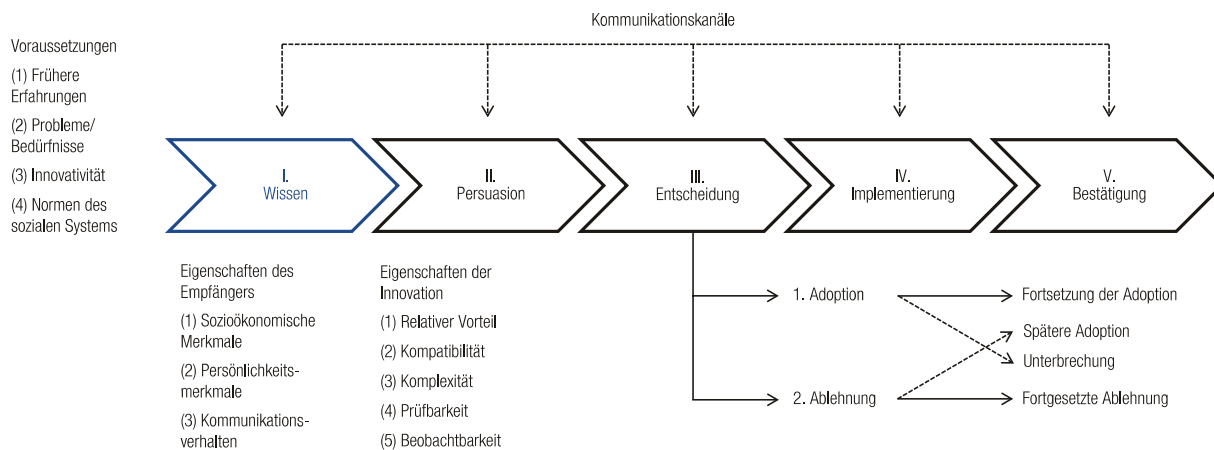 Kommunikationskanäle
Voraussetzungen
(1) Frühere
Erfahrungen
(2) Probleme/
Bedürfnisse
(3) Innovativität
(4) Normen des
sozialen Systems
I.
Wissen
II.
Persuasion
III.
Entscheidung
IV.
Implementierung
V.
Bestätigung
Eigenschaften des
Empfängers
(1) Sozioökonomische
Merkmale
(2) Persönlichkeits-
merkmale
(3) Kommunikations-
verhalten
Eigenschaften der
Innovation
(1) Relativer Vorteil
(2) Kompatibilität
(3) Komplexität
(4) Prüfbarkeit
(5) Beobachtbarkeit
1. Adoption
2. Ablehnung
Fortsetzung der Adoption
Spätere Adoption
Unterbrechung
Fortgesetzte Ablehnung